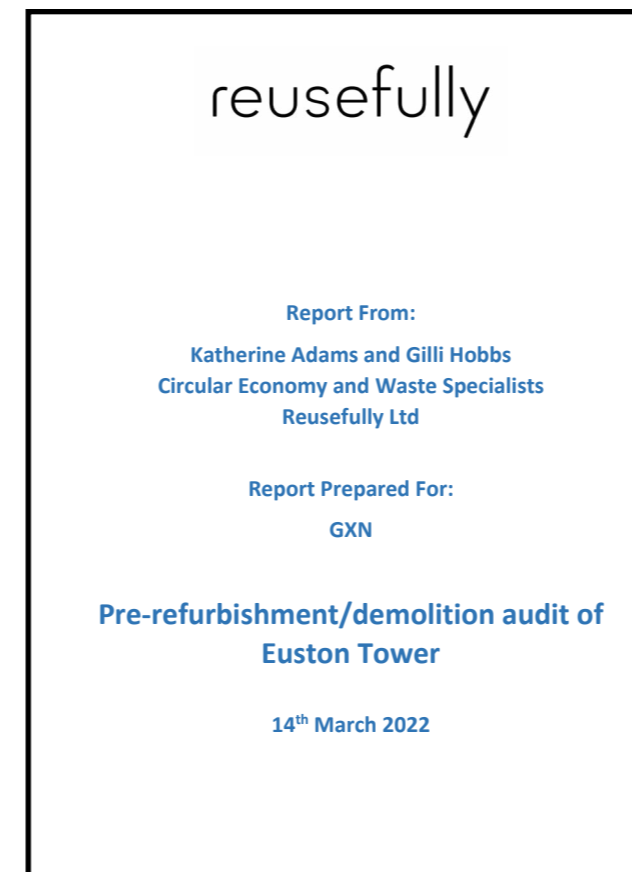 reusefully
Report From:
Katherine Adams and Gilli Hobbs
Circular Economy and Waste Specialists
Reusefully Ltd
Report Prepared For:
GXN
Pre-refurbishment/demolition audit of
Euston Tower
14th March 2022